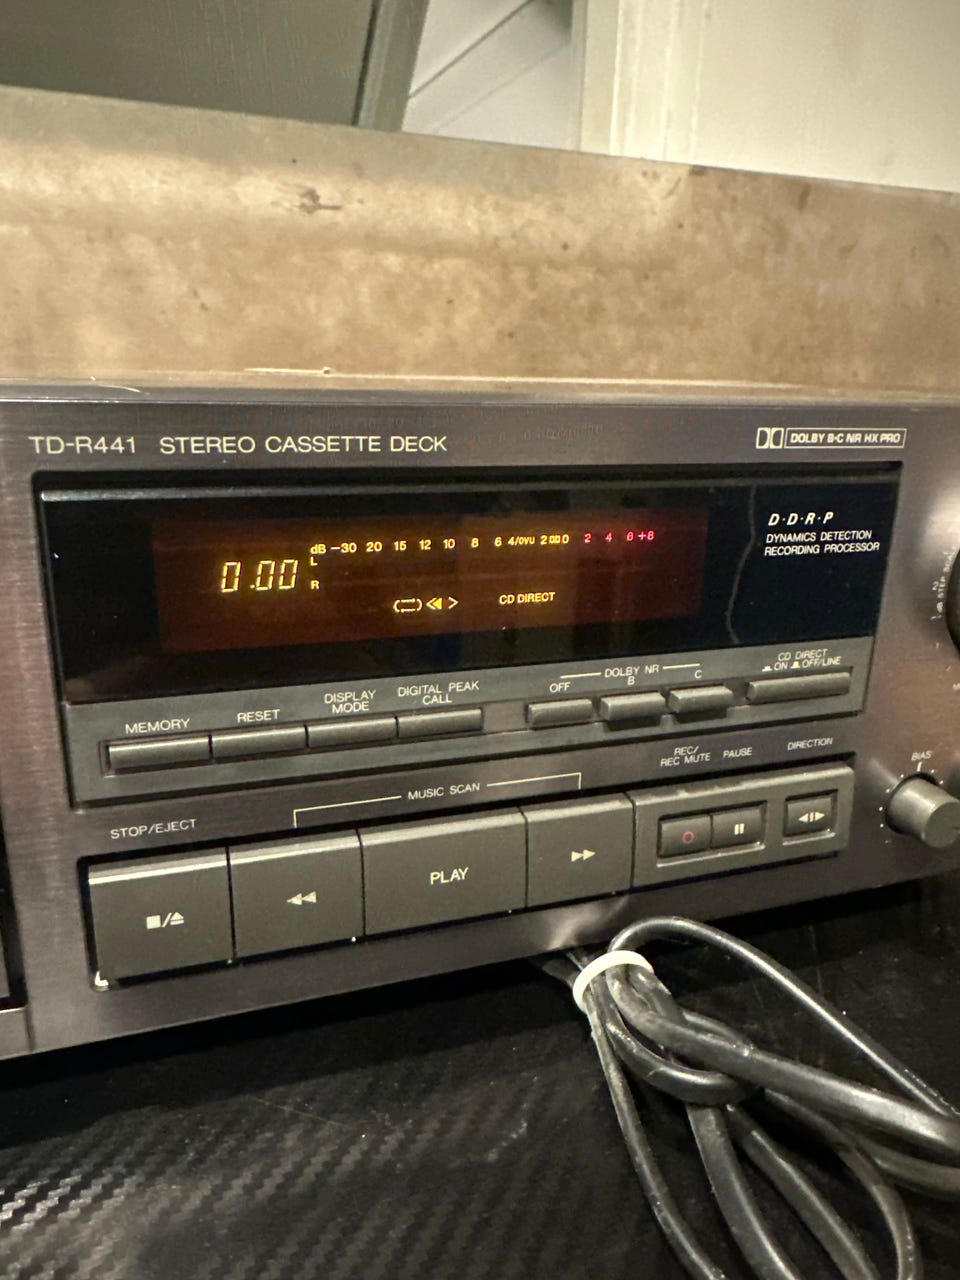 TD-R441 STEREO CASSETTE DECK
DOLBY B·C NR HX PRO
D·D·R·P
DYNAMICS DETECTION
RECORDING PROCESSOR
dB -30 20 15 12 10 8 6 4/0VU 2 0 2 4 6 +8
L
0.00
R
CD DIRECT
MEMORY
RESET
DISPLAY
MODE
DIGITAL PEAK
CALL
DOLBY NR
OFF B C
CD DIRECT
ON OFF/LINE
STOP/EJECT
MUSIC SCAN
REC/
REC MUTE
PAUSE
DIRECTION
PLAY
BIAS